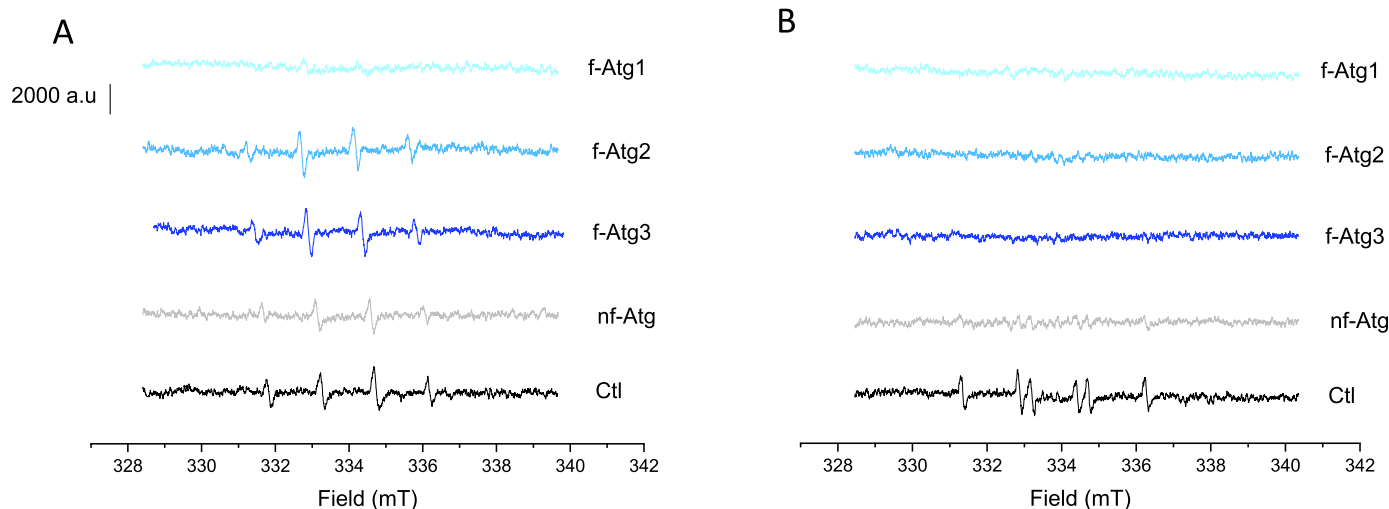 A
f-Atg1
2000 a.u
f-Atg2
f-Atg3
nf-Atg
Ctl
328 330 332 334 336 338 340 342
Field (mT)
B
f-Atg1
f-Atg2
f-Atg3
nf-Atg
Ctl
328 330 332 334 336 338 340 342
Field (mT)